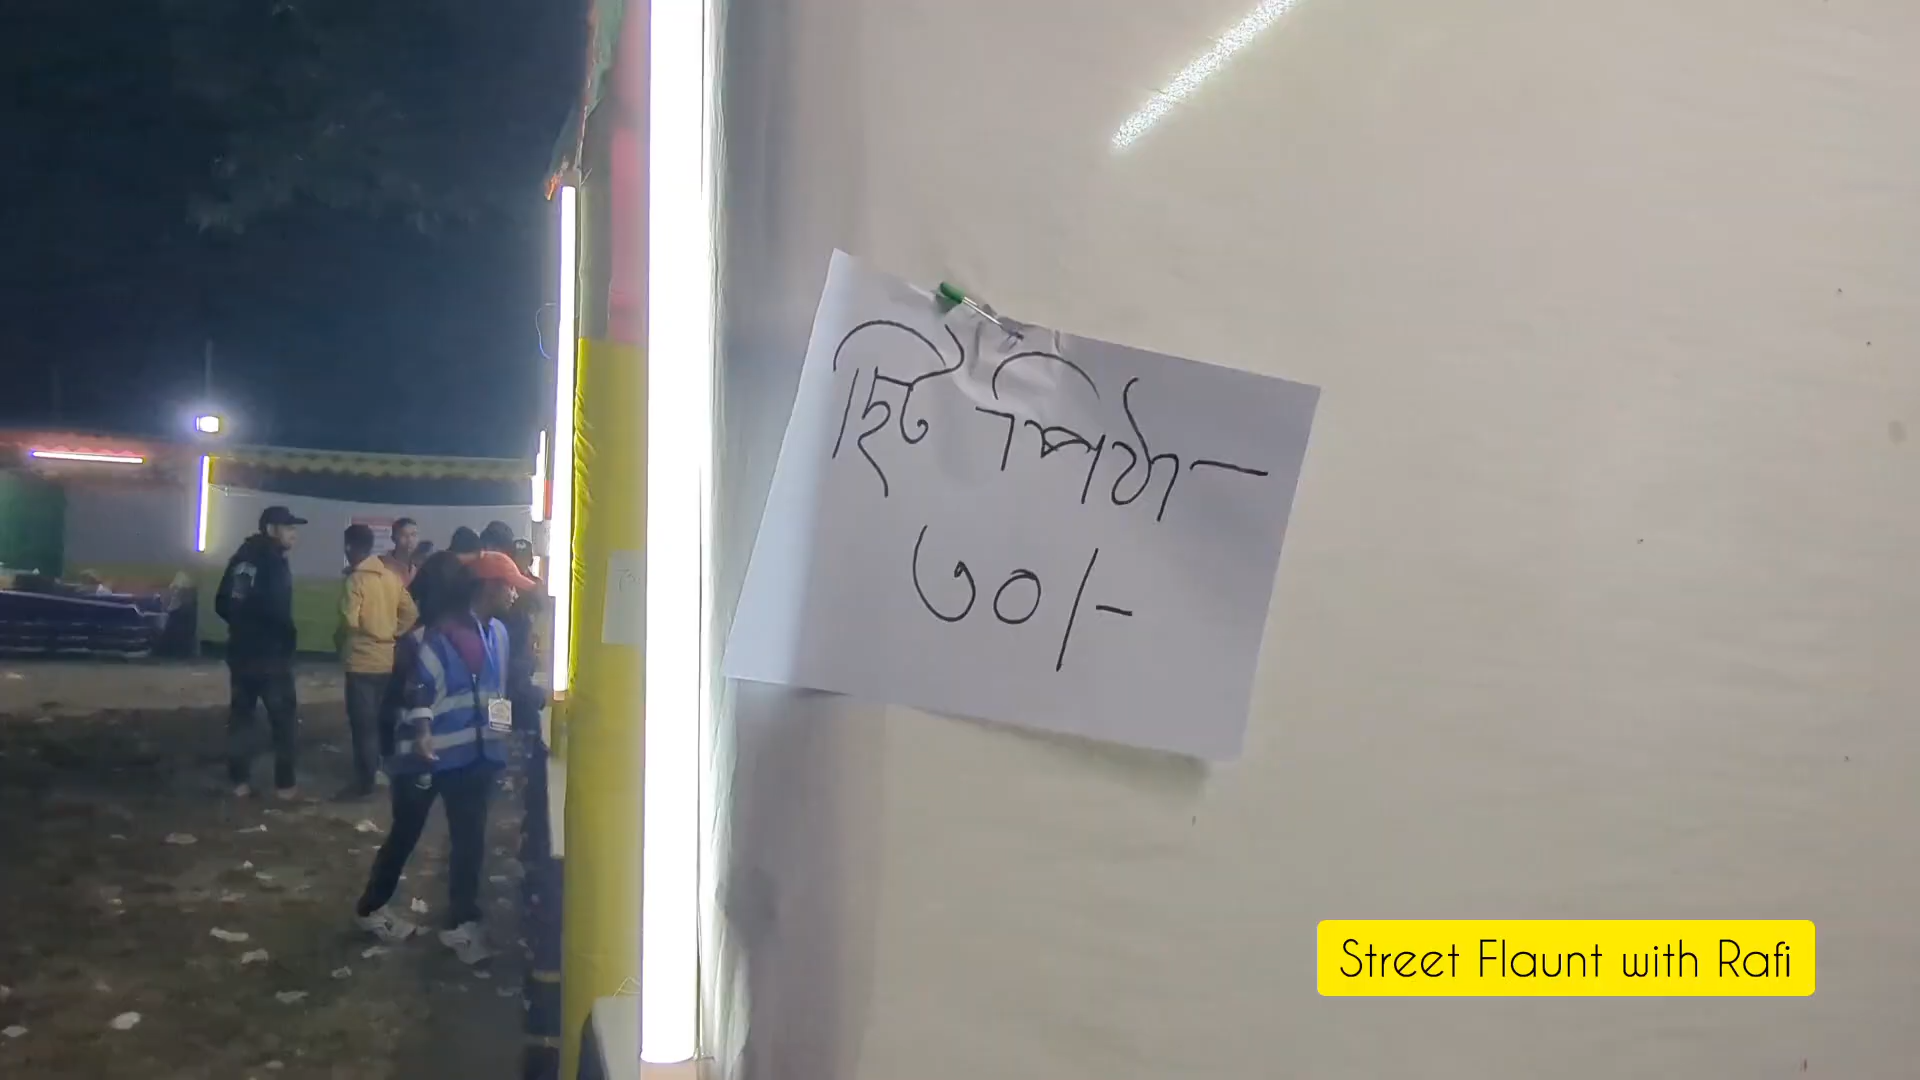 ছিট পিঠা —
৩০/-
Street Flaunt with Rafi